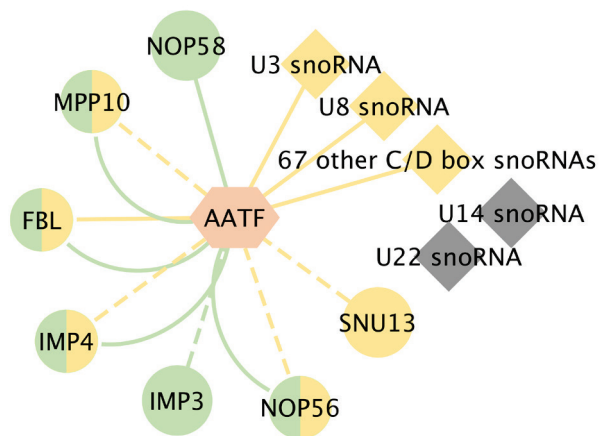 NOP58
U3 snoRNA
MPP10
U8 snoRNA
67 other C/D box snoRNAs
FBL
AATF
U14 snoRNA
U22 snoRNA
IMP4
SNU13
IMP3
NOP56